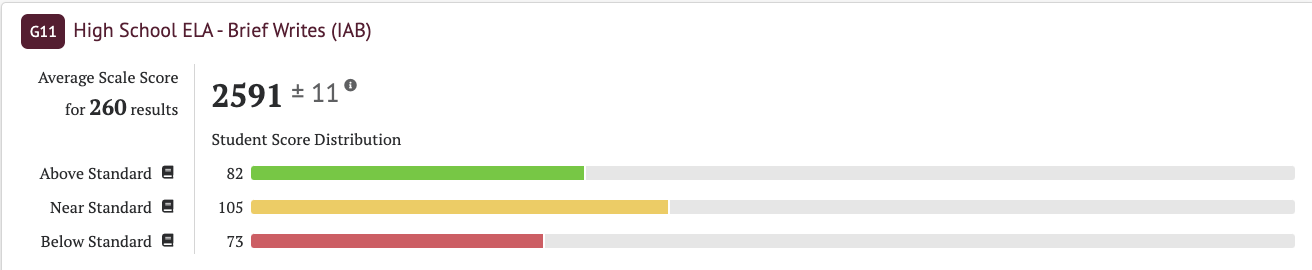 G11 High School ELA - Brief Writes (IAB)
Average Scale Score
for 260 results
2591 ± 11
Student Score Distribution
Above Standard 82
Near Standard 105
Below Standard 73